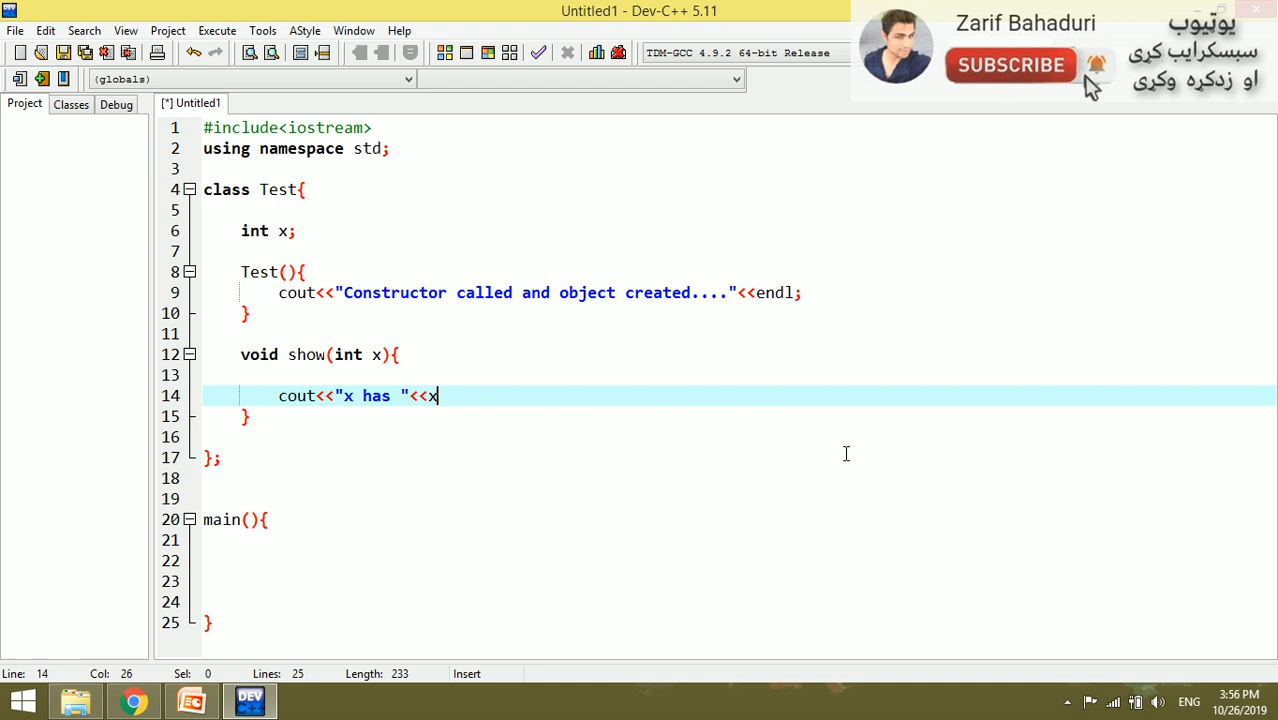 Untitled1 - Dev-C++ 5.11
File Edit Search View Project Execute Tools AStyle Window Help
TDM-GCC 4.9.2 64-bit Release
(globals)
Project Classes Debug
[*] Untitled1
Zarif Bahaduri
SUBSCRIBE
یوټیوب
سبسکرایب کړی
او زدکړه وکړی
1 #include<iostream>
2 using namespace std;
3
4 class Test{
5
6 int x;
7
8 Test(){
9 cout<<"Constructor called and object created...."<<endl;
10 }
11
12 void show(int x){
13
14 cout<<"x has "<<x
15 }
16
17 };
18
19
20 main(){
21
22
23
24
25 }
Line: 14 Col: 26 Sel: 0 Lines: 25 Length: 233 Insert
DEV
ENG
3:56 PM
10/26/2019